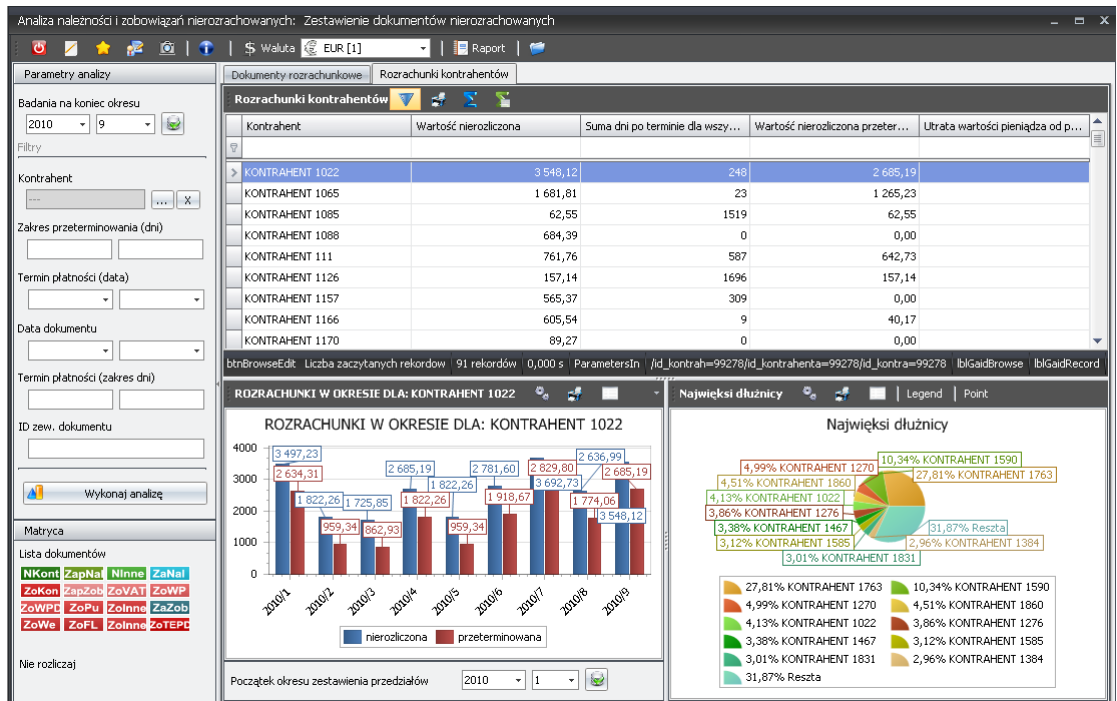 Analiza należności i zobowiązań nierozrachowanych: Zestawienie dokumentów nierozrachowanych
$ Waluta EUR [1] Raport
Parametry analizy
Badania na koniec okresu
2010 9
Filtry
Kontrahent
--- ... X
Zakres przeterminowania (dni)
Termin płatności (data)
Data dokumentu
Termin płatności (zakres dni)
ID zew. dokumentu
Wykonaj analizę
Matryca
Lista dokumentów
NKont ZapNal NInne ZaNal
ZoKon ZapZob ZoVAT ZoWP
ZoWPD ZoPu ZoInne ZaZob
ZoWe ZoFL ZoInne ZoTEPD
Nie rozliczaj
Dokumenty rozrachunkowe Rozrachunki kontrahentów
Rozrachunki kontrahentów
Kontrahent Wartość nierozliczona Suma dni po terminie dla wszy... Wartość nierozliczona przeter... Utrata wartości pieniądza od p...
KONTRAHENT 1022 3 548,12 248 2 685,19
KONTRAHENT 1065 1 681,81 23 1 265,23
KONTRAHENT 1085 62,55 1519 62,55
KONTRAHENT 1088 684,39 0 0,00
KONTRAHENT 111 761,76 587 642,73
KONTRAHENT 1126 157,14 1696 157,14
KONTRAHENT 1157 565,37 309 0,00
KONTRAHENT 1166 605,54 9 40,17
KONTRAHENT 1170 89,27 0 0,00
btnBrowseEdit Liczba zaczytanych rekordow 91 rekordów 0,000 s ParametersIn /id_kontrah=99278/id_kontrahenta=99278/id_kontra=99278 lblGaidBrowse lblGaidRecord
ROZRACHUNKI W OKRESIE DLA: KONTRAHENT 1022
ROZRACHUNKI W OKRESIE DLA: KONTRAHENT 1022
4000
3000
2000
1000
0
3 497,23
2 634,31
1 822,26
959,34
1 725,85
862,93
2 685,19
1 822,26
1 822,26
959,34
2 781,60
1 918,67
2 829,80
3 692,73
2 636,99
1 774,06
2 685,19
3 548,12
2010/1 2010/2 2010/3 2010/4 2010/5 2010/6 2010/7 2010/8 2010/9
nierozliczona przeterminowana
Początek okresu zestawienia przedziałów 2010 1
Najwięksi dłużnicy Legend Point
Najwięksi dłużnicy
10,34% KONTRAHENT 1590
4,99% KONTRAHENT 1270
27,81% KONTRAHENT 1763
4,51% KONTRAHENT 1860
4,13% KONTRAHENT 1022
3,86% KONTRAHENT 1276
3,38% KONTRAHENT 1467
31,87% Reszta
3,12% KONTRAHENT 1585
2,96% KONTRAHENT 1384
3,01% KONTRAHENT 1831
27,81% KONTRAHENT 1763 10,34% KONTRAHENT 1590
4,99% KONTRAHENT 1270 4,51% KONTRAHENT 1860
4,13% KONTRAHENT 1022 3,86% KONTRAHENT 1276
3,38% KONTRAHENT 1467 3,12% KONTRAHENT 1585
3,01% KONTRAHENT 1831 2,96% KONTRAHENT 1384
31,87% Reszta